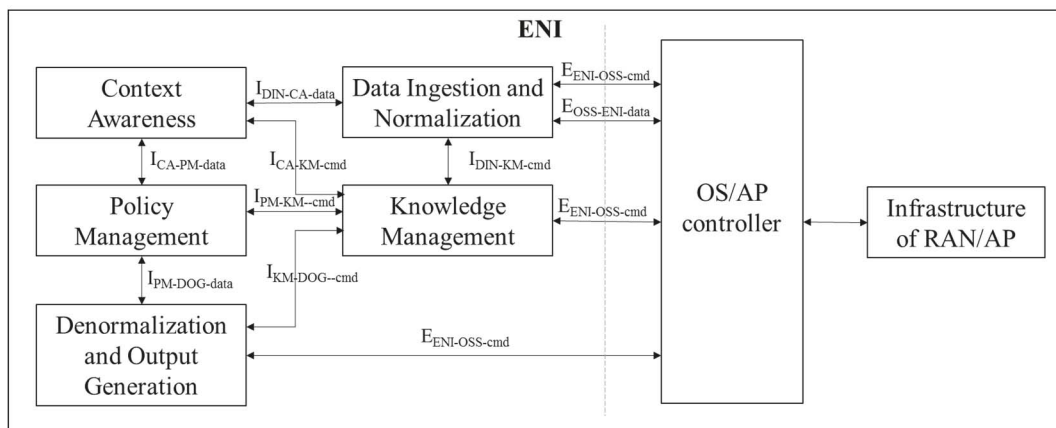 ENI
Context
Awareness
I_DIN-CA-data
Data Ingestion and
Normalization
E_ENI-OSS-cmd
E_OSS-ENI-data
I_CA-PM-data
I_CA-KM-cmd
I_DIN-KM-cmd
Policy
Management
I_PM-KM--cmd
Knowledge
Management
E_ENI-OSS-cmd
OS/AP
controller
Infrastructure
of RAN/AP
I_PM-DOG-data
I_KM-DOG--cmd
Denormalization
and Output
Generation
E_ENI-OSS-cmd